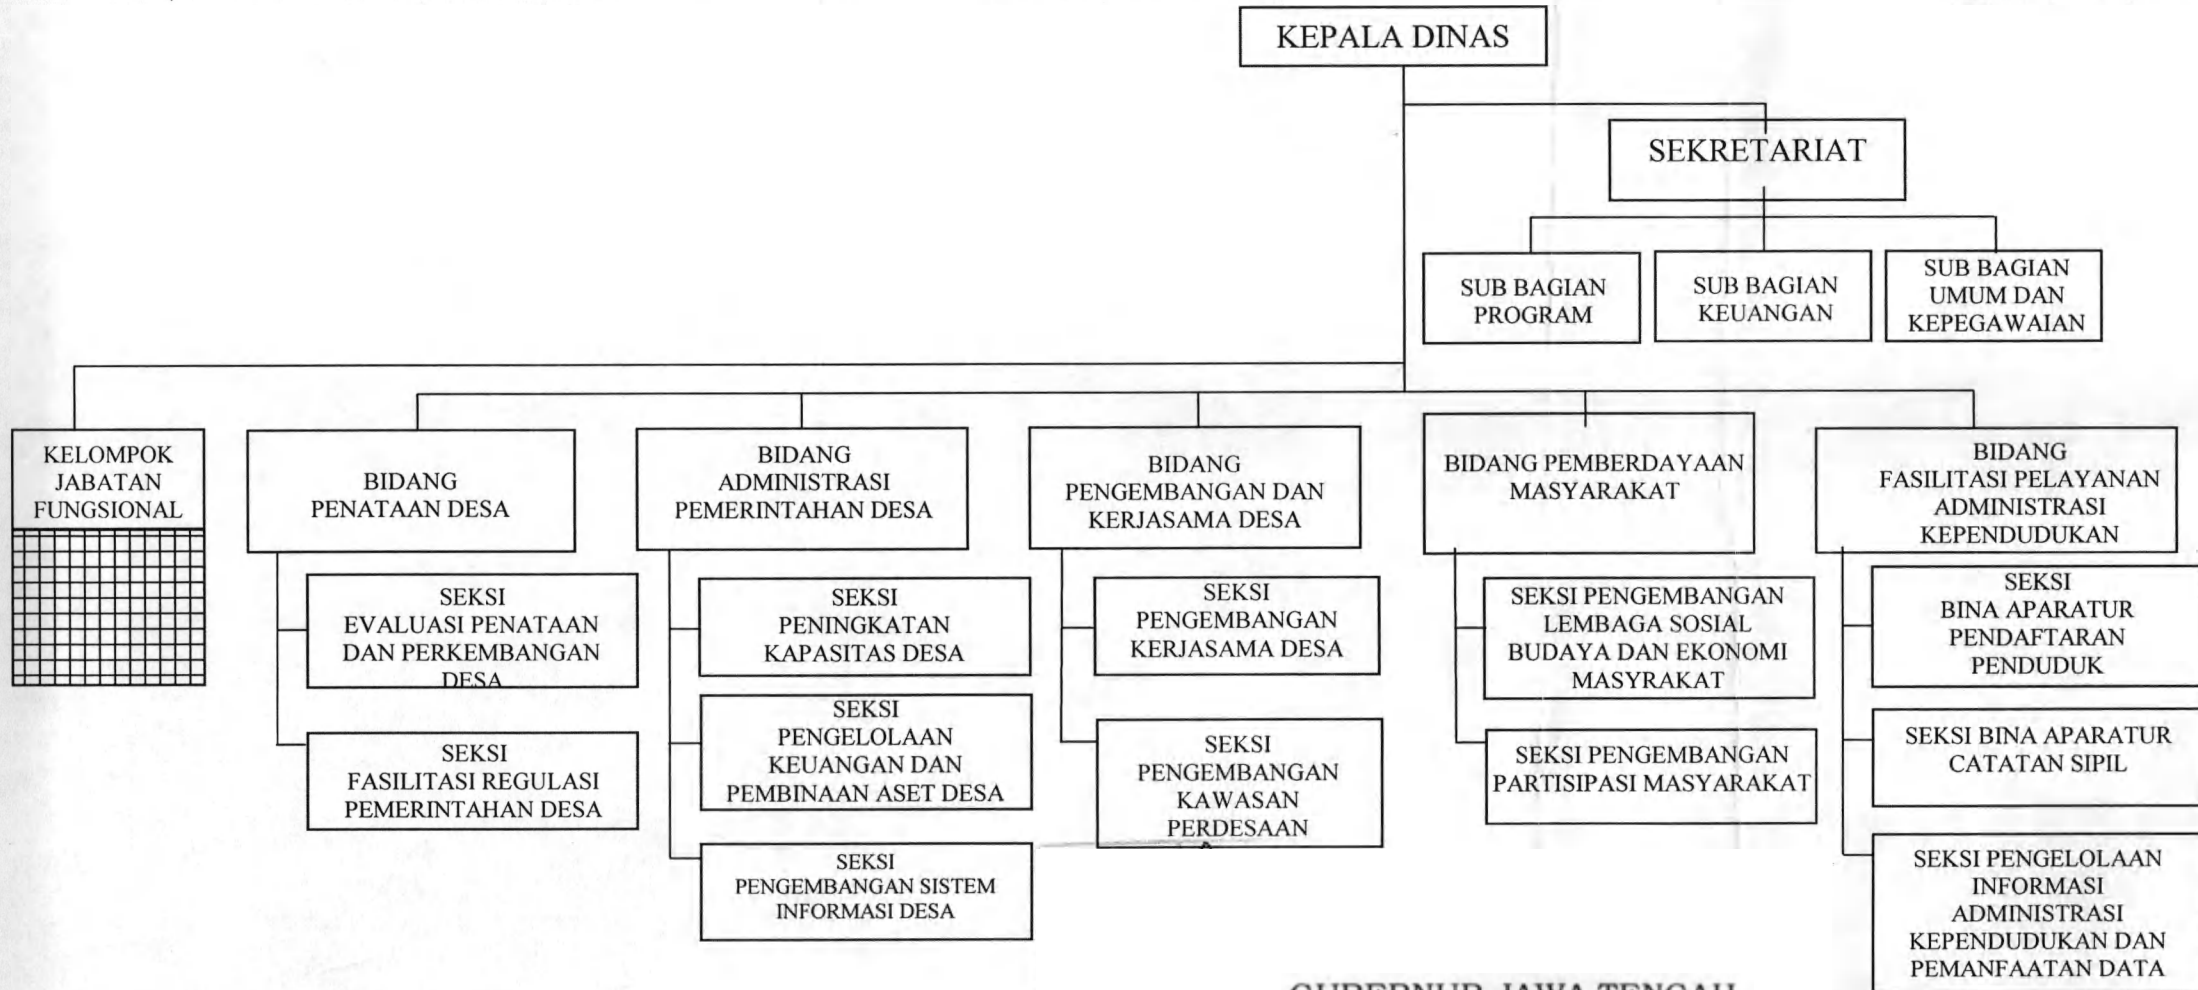 KEPALA DINAS
SEKRETARIAT
SUB BAGIAN
PROGRAM
SUB BAGIAN
KEUANGAN
SUB BAGIAN
UMUM DAN
KEPEGAWAIAN
KELOMPOK
JABATAN
FUNGSIONAL
BIDANG
PENATAAN DESA
SEKSI
EVALUASI PENATAAN
DAN PERKEMBANGAN
DESA
SEKSI
FASILITASI REGULASI
PEMERINTAHAN DESA
BIDANG
ADMINISTRASI
PEMERINTAHAN DESA
SEKSI
PENINGKATAN
KAPASITAS DESA
SEKSI
PENGELOLAAN
KEUANGAN DAN
PEMBINAAN ASET DESA
SEKSI
PENGEMBANGAN SISTEM
INFORMASI DESA
BIDANG
PENGEMBANGAN DAN
KERJASAMA DESA
SEKSI
PENGEMBANGAN
KERJASAMA DESA
SEKSI
PENGEMBANGAN
KAWASAN
PERDESAAN
BIDANG PEMBERDAYAAN
MASYARAKAT
SEKSI PENGEMBANGAN
LEMBAGA SOSIAL
BUDAYA DAN EKONOMI
MASYRAKAT
SEKSI PENGEMBANGAN
PARTISIPASI MASYARAKAT
BIDANG
FASILITASI PELAYANAN
ADMINISTRASI
KEPENDUDUKAN
SEKSI
BINA APARATUR
PENDAFTARAN
PENDUDUK
SEKSI BINA APARATUR
CATATAN SIPIL
SEKSI PENGELOLAAN
INFORMASI
ADMINISTRASI
KEPENDUDUKAN DAN
PEMANFAATAN DATA
GUBERNUR JAWA TENGAH